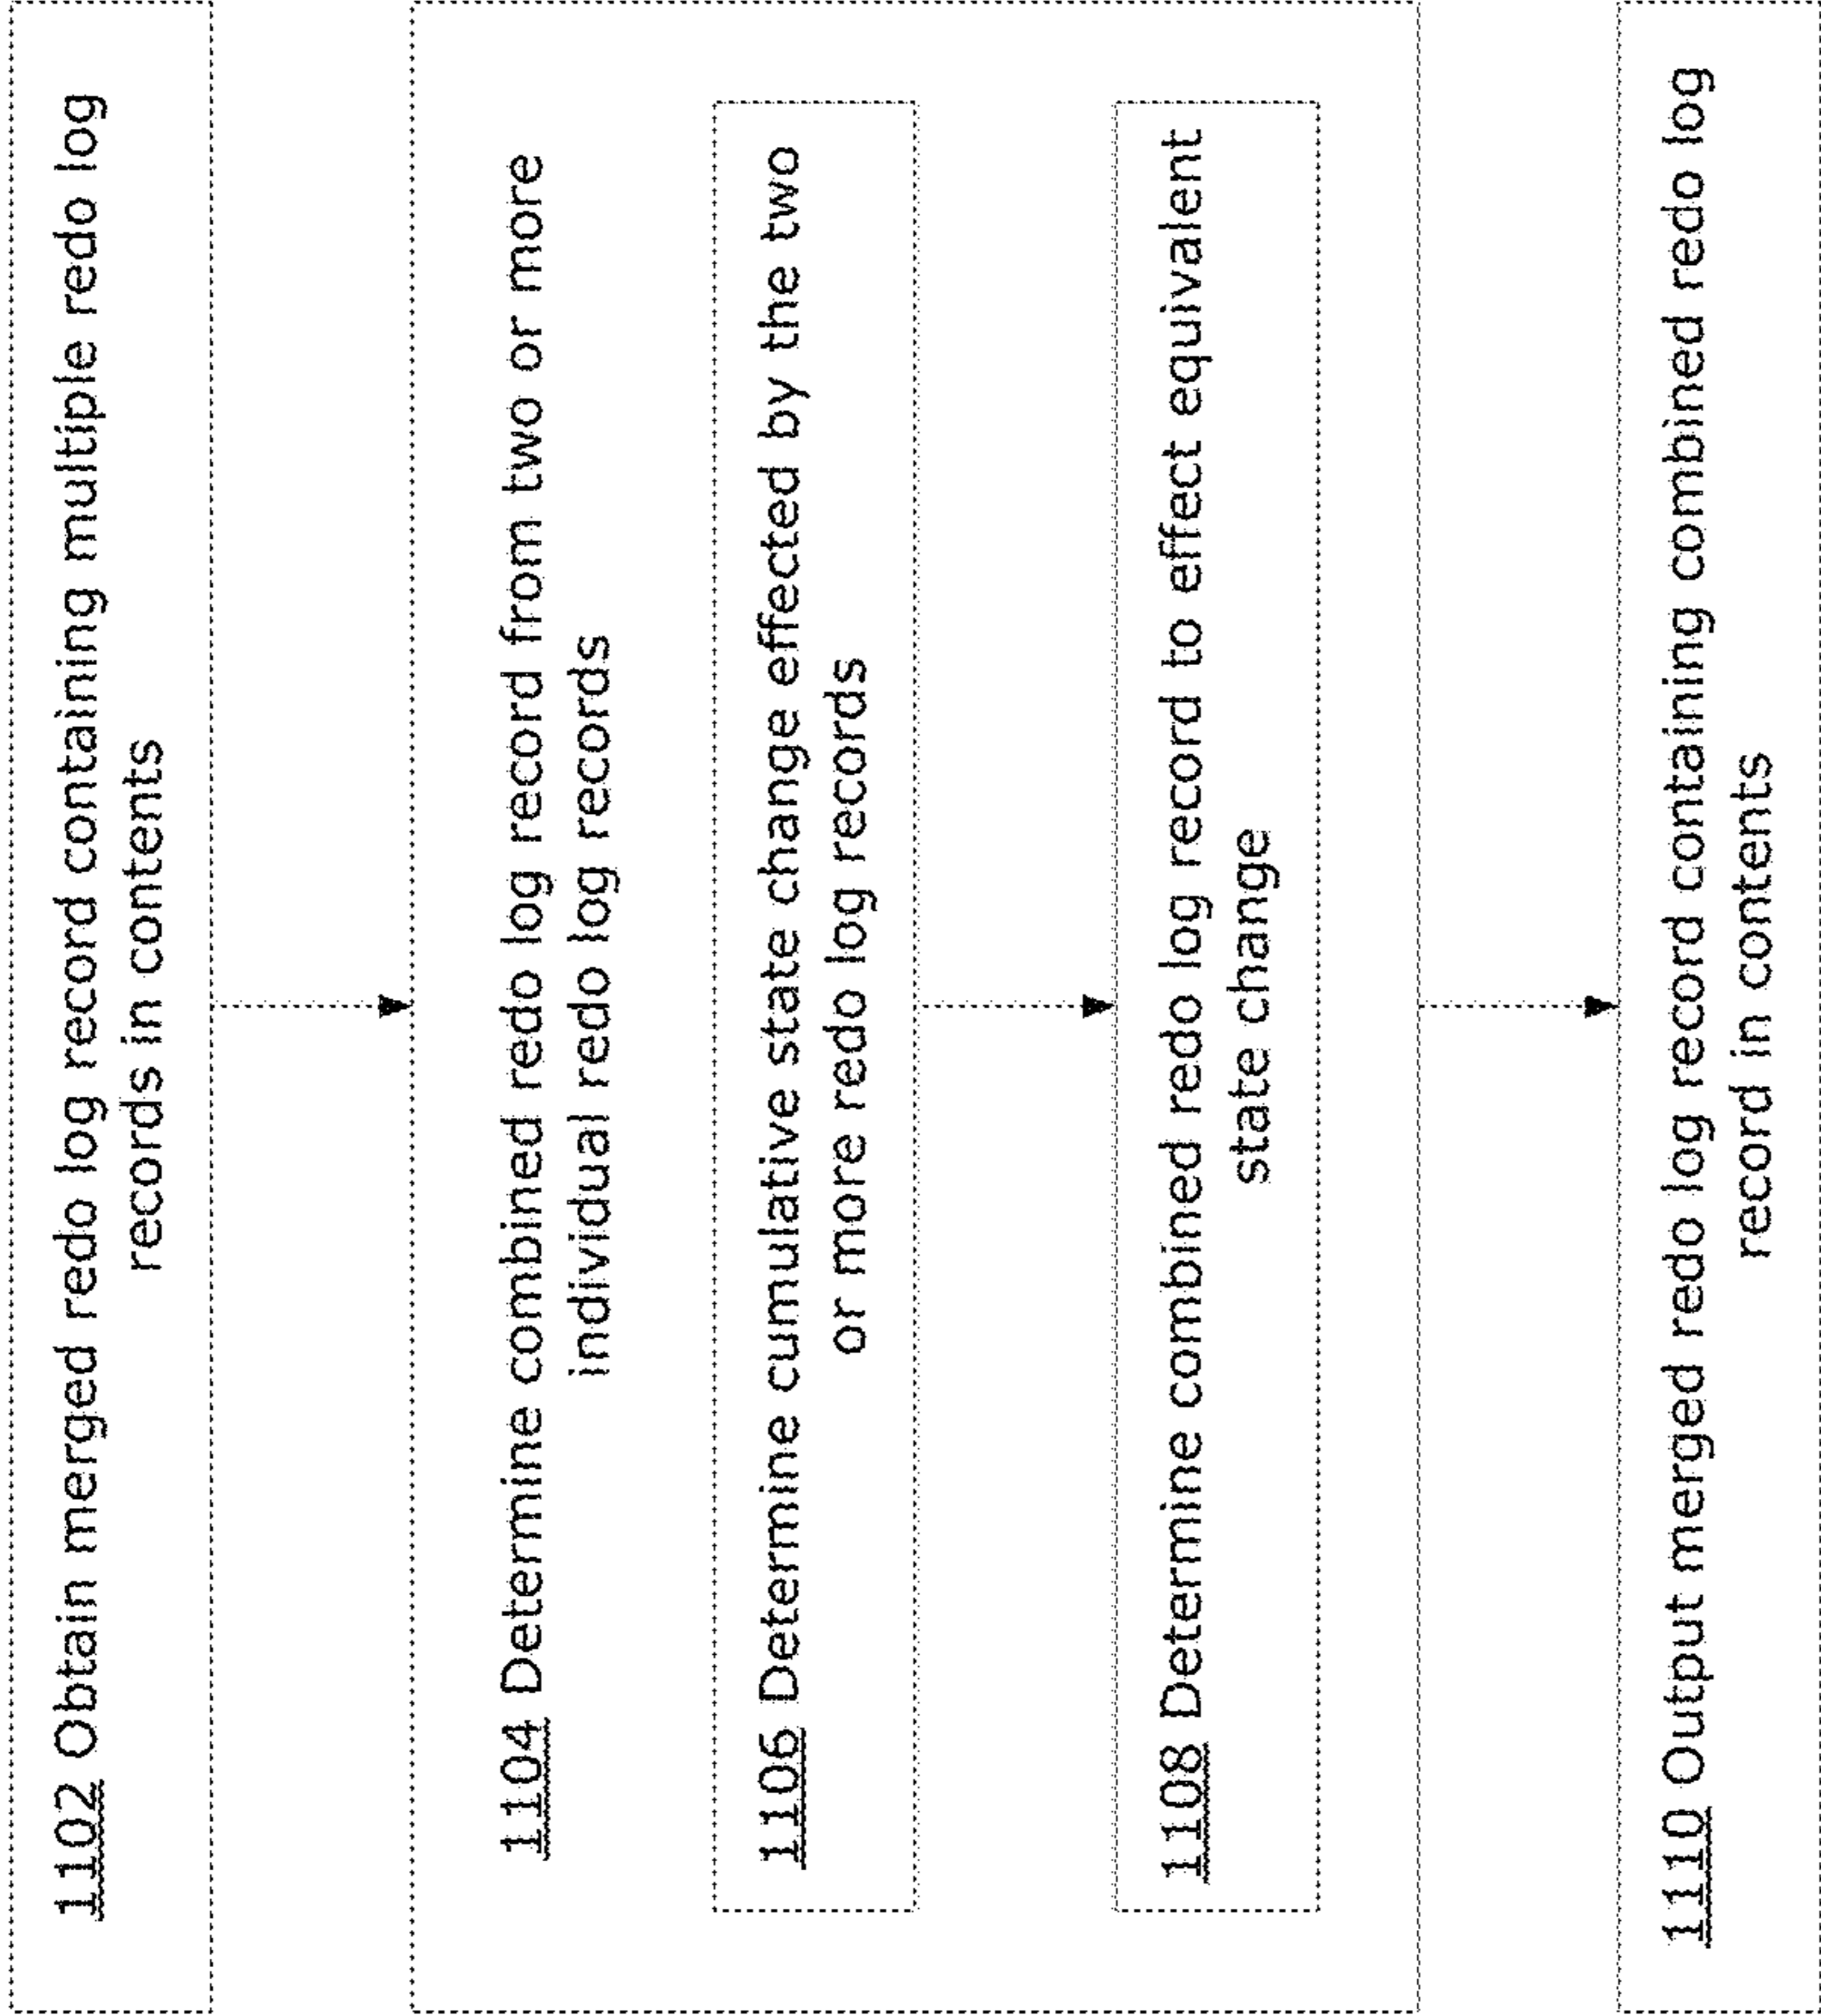 1102 Obtain merged redo log record containing multiple redo log
records in contents
1104 Determine combined redo log record from two or more
individual redo log records
1106 Determine cumulative state change effected by the two
or more redo log records
1108 Determine combined redo log record to effect equivalent
state change
1110 Output merged redo log record containing combined redo log
record in contents